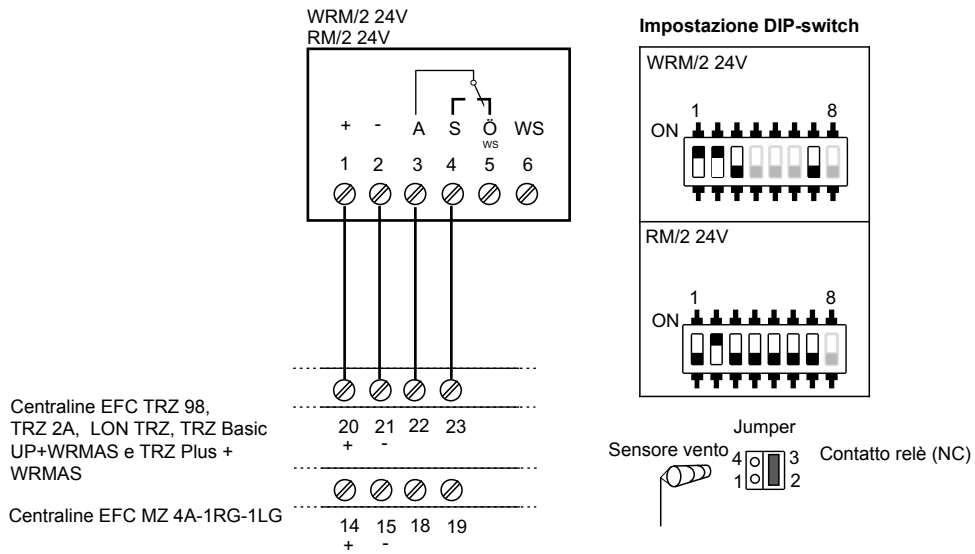 WRM/2 24V
RM/2 24V
+ - A S Ö WS
ws
1 2 3 4 5 6
Centraline EFC TRZ 98,
TRZ 2A, LON TRZ, TRZ Basic
UP+WRMAS e TRZ Plus +
WRMAS
20 21 22 23
+ -
Centraline EFC MZ 4A-1RG-1LG
14 15 18 19
+ -
Impostazione DIP-switch
WRM/2 24V
1 8
ON
RM/2 24V
1 8
ON
Jumper
Sensore vento 4 3 Contatto relè (NC)
1 2